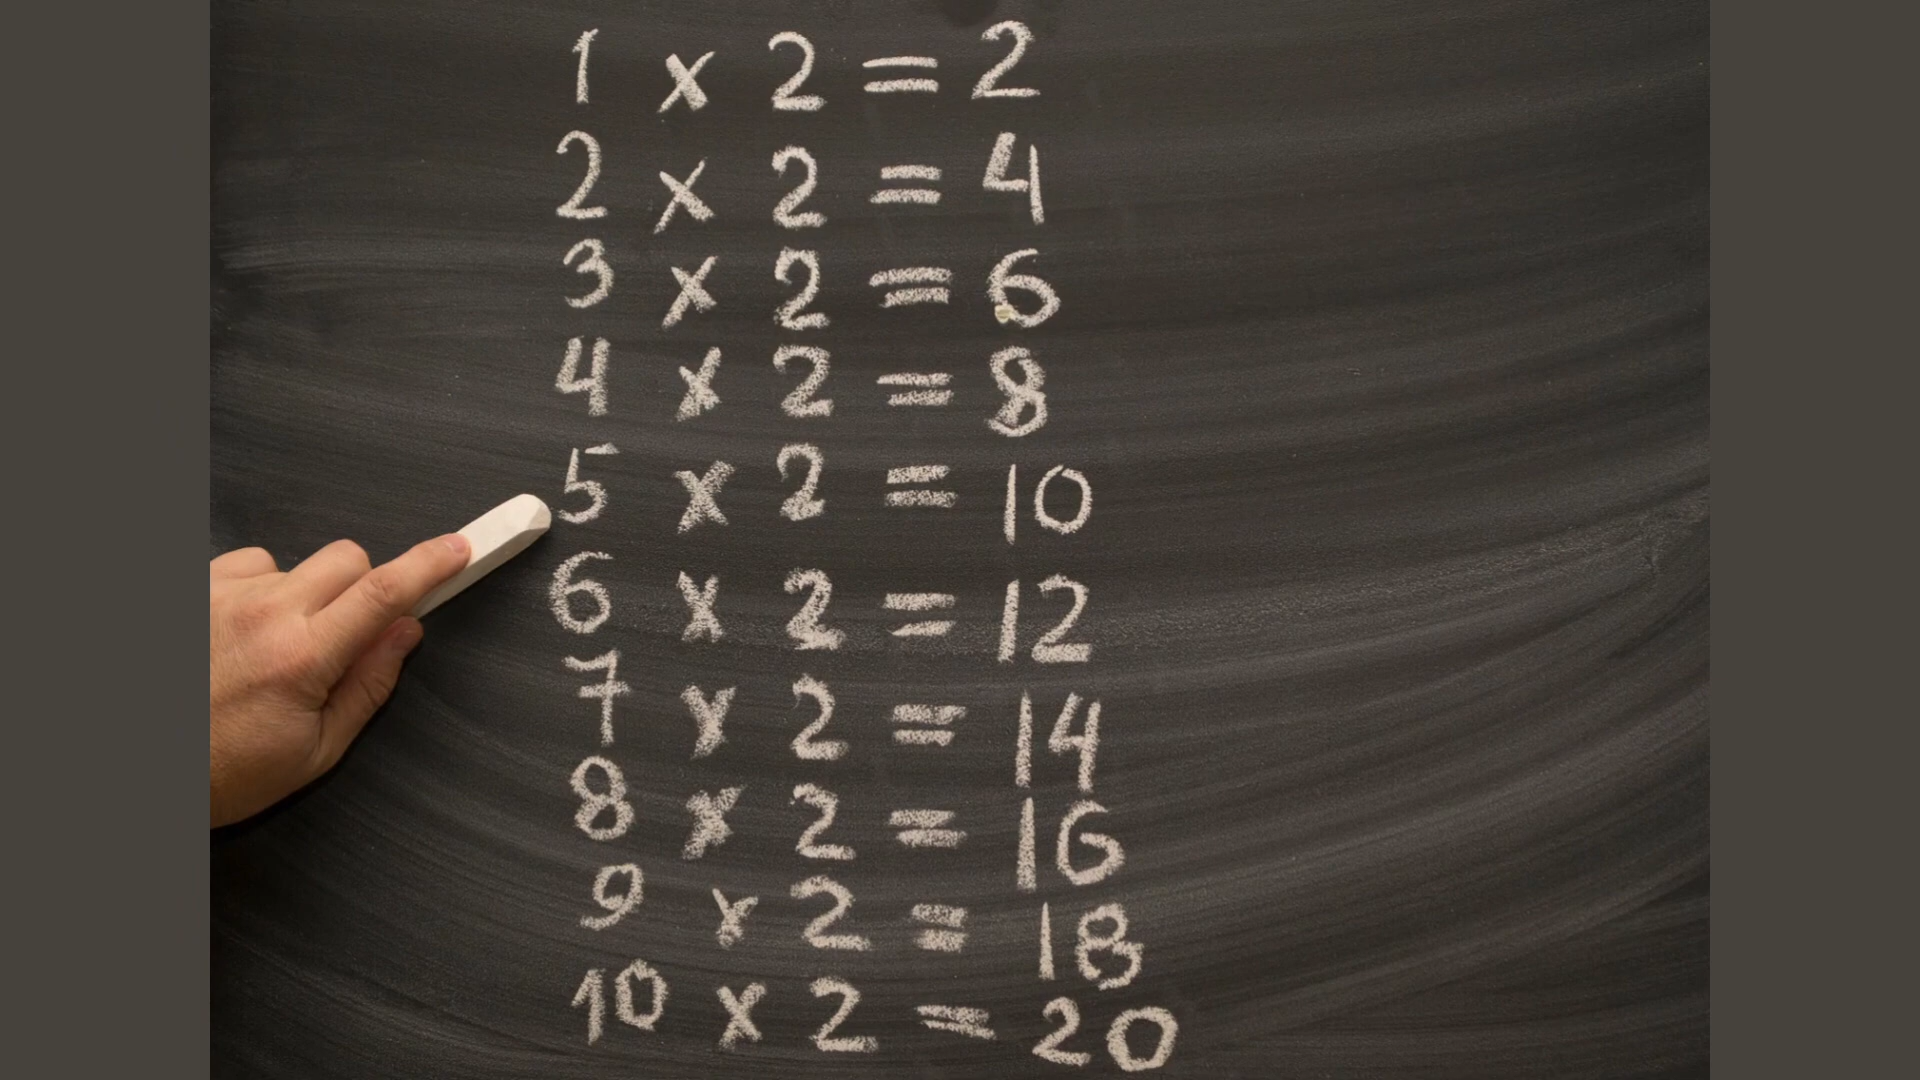 1 x 2 = 2
2 x 2 = 4
3 x 2 = 6
4 x 2 = 8
5 x 2 = 10
6 x 2 = 12
7 x 2 = 14
8 x 2 = 16
9 x 2 = 18
10 x 2 = 20